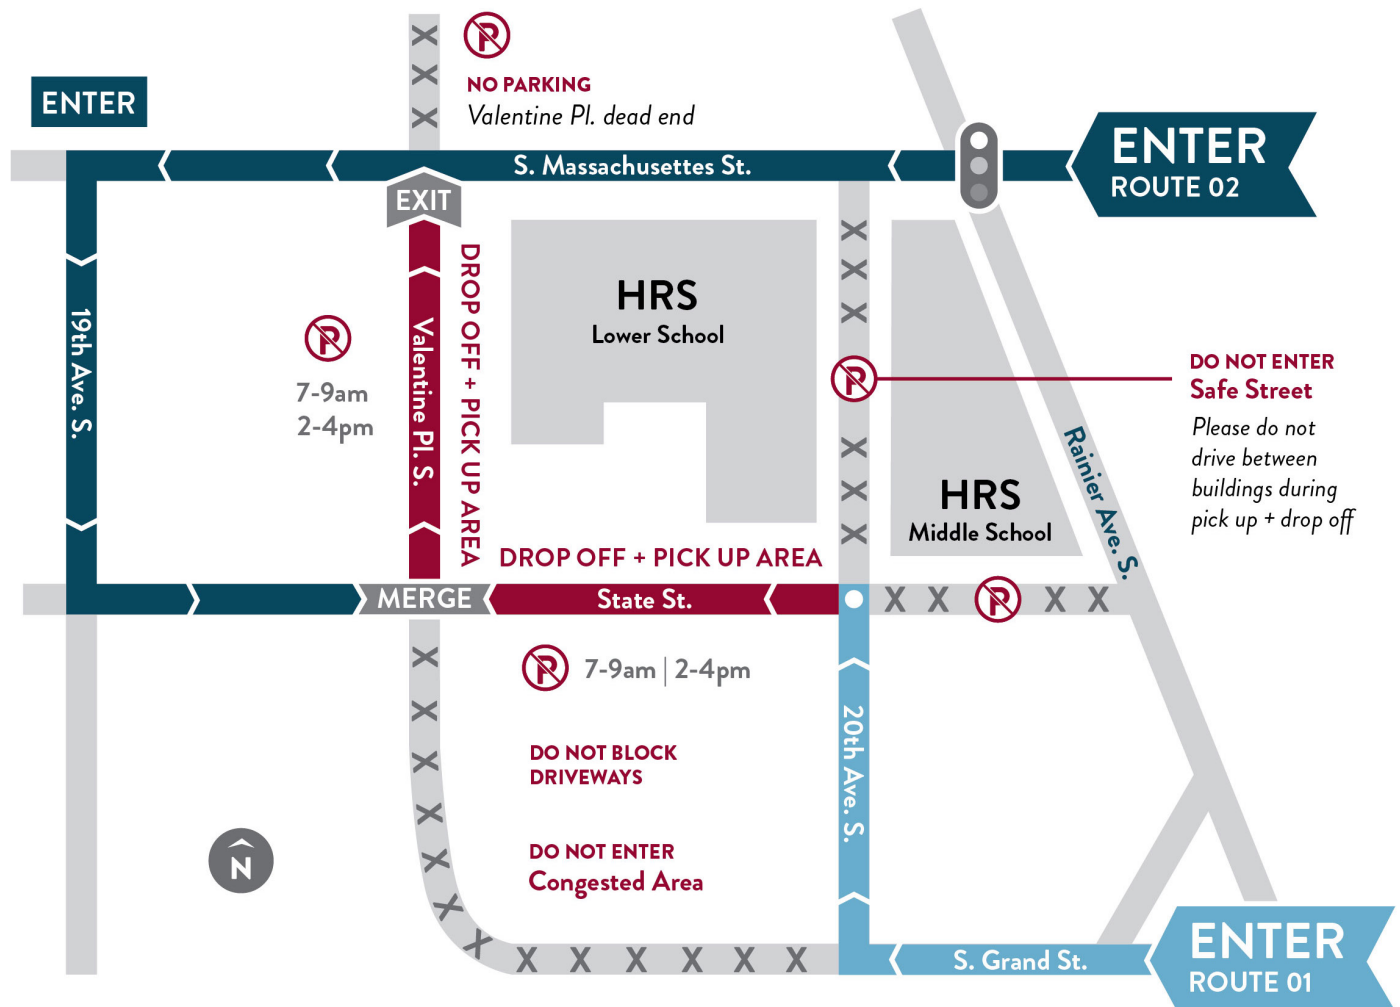 NO PARKING
Valentine Pl. dead end
ENTER
S. Massachusettes St.
ENTER
ROUTE 02
EXIT
HRS
Lower School
DROP OFF + PICK UP AREA
Valentine Pl. S.
19th Ave. S.
7-9am
2-4pm
DO NOT ENTER
Safe Street
Please do not
drive between
buildings during
pick up + drop off
Rainier Ave. S.
HRS
Middle School
DROP OFF + PICK UP AREA
MERGE
State St.
7-9am | 2-4pm
20th Ave. S.
DO NOT BLOCK
DRIVEWAYS
DO NOT ENTER
Congested Area
N
S. Grand St.
ENTER
ROUTE 01